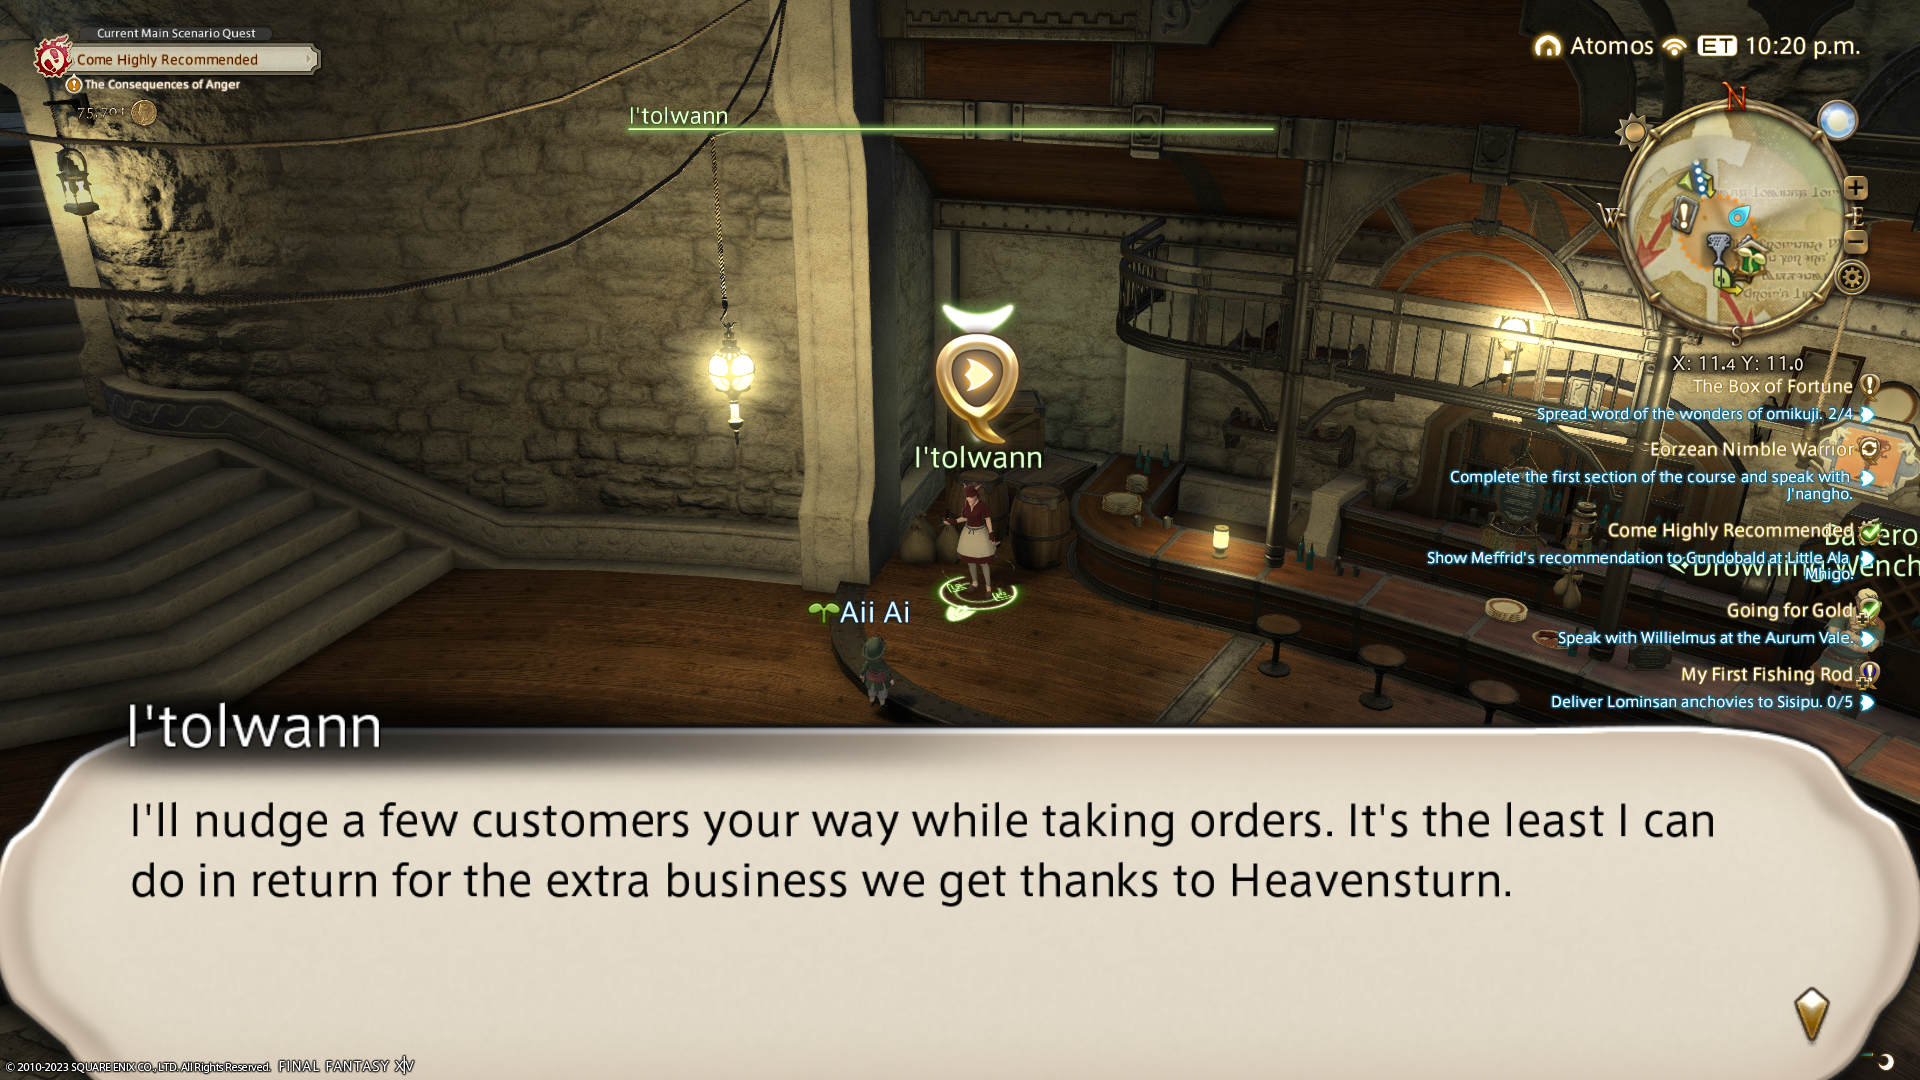 Current Main Scenario Quest
Come Highly Recommended
The Consequences of Anger
I'tolwann
Atomos ET 10:20 p.m.
N
W
E
S
X: 11.4 Y: 11.0
The Box of Fortune
Spread word of the wonders of omikuji. 2/4
Eorzean Nimble Warrior
Complete the first section of the course and speak with
J'nangho.
Come Highly Recommended
Show Meffrid's recommendation to Gundobald at Little Ala
Mhigo.
Drowning Wench
Going for Gold
Speak with Willielmus at the Aurum Vale.
My First Fishing Rod
Deliver Lominsan anchovies to Sisipu. 0/5
I'tolwann
Aii Ai
I'tolwann
I'll nudge a few customers your way while taking orders. It's the least I can
do in return for the extra business we get thanks to Heavensturn.
© 2010-2023 SQUARE ENIX CO., LTD. All Rights Reserved. FINAL FANTASY XIV